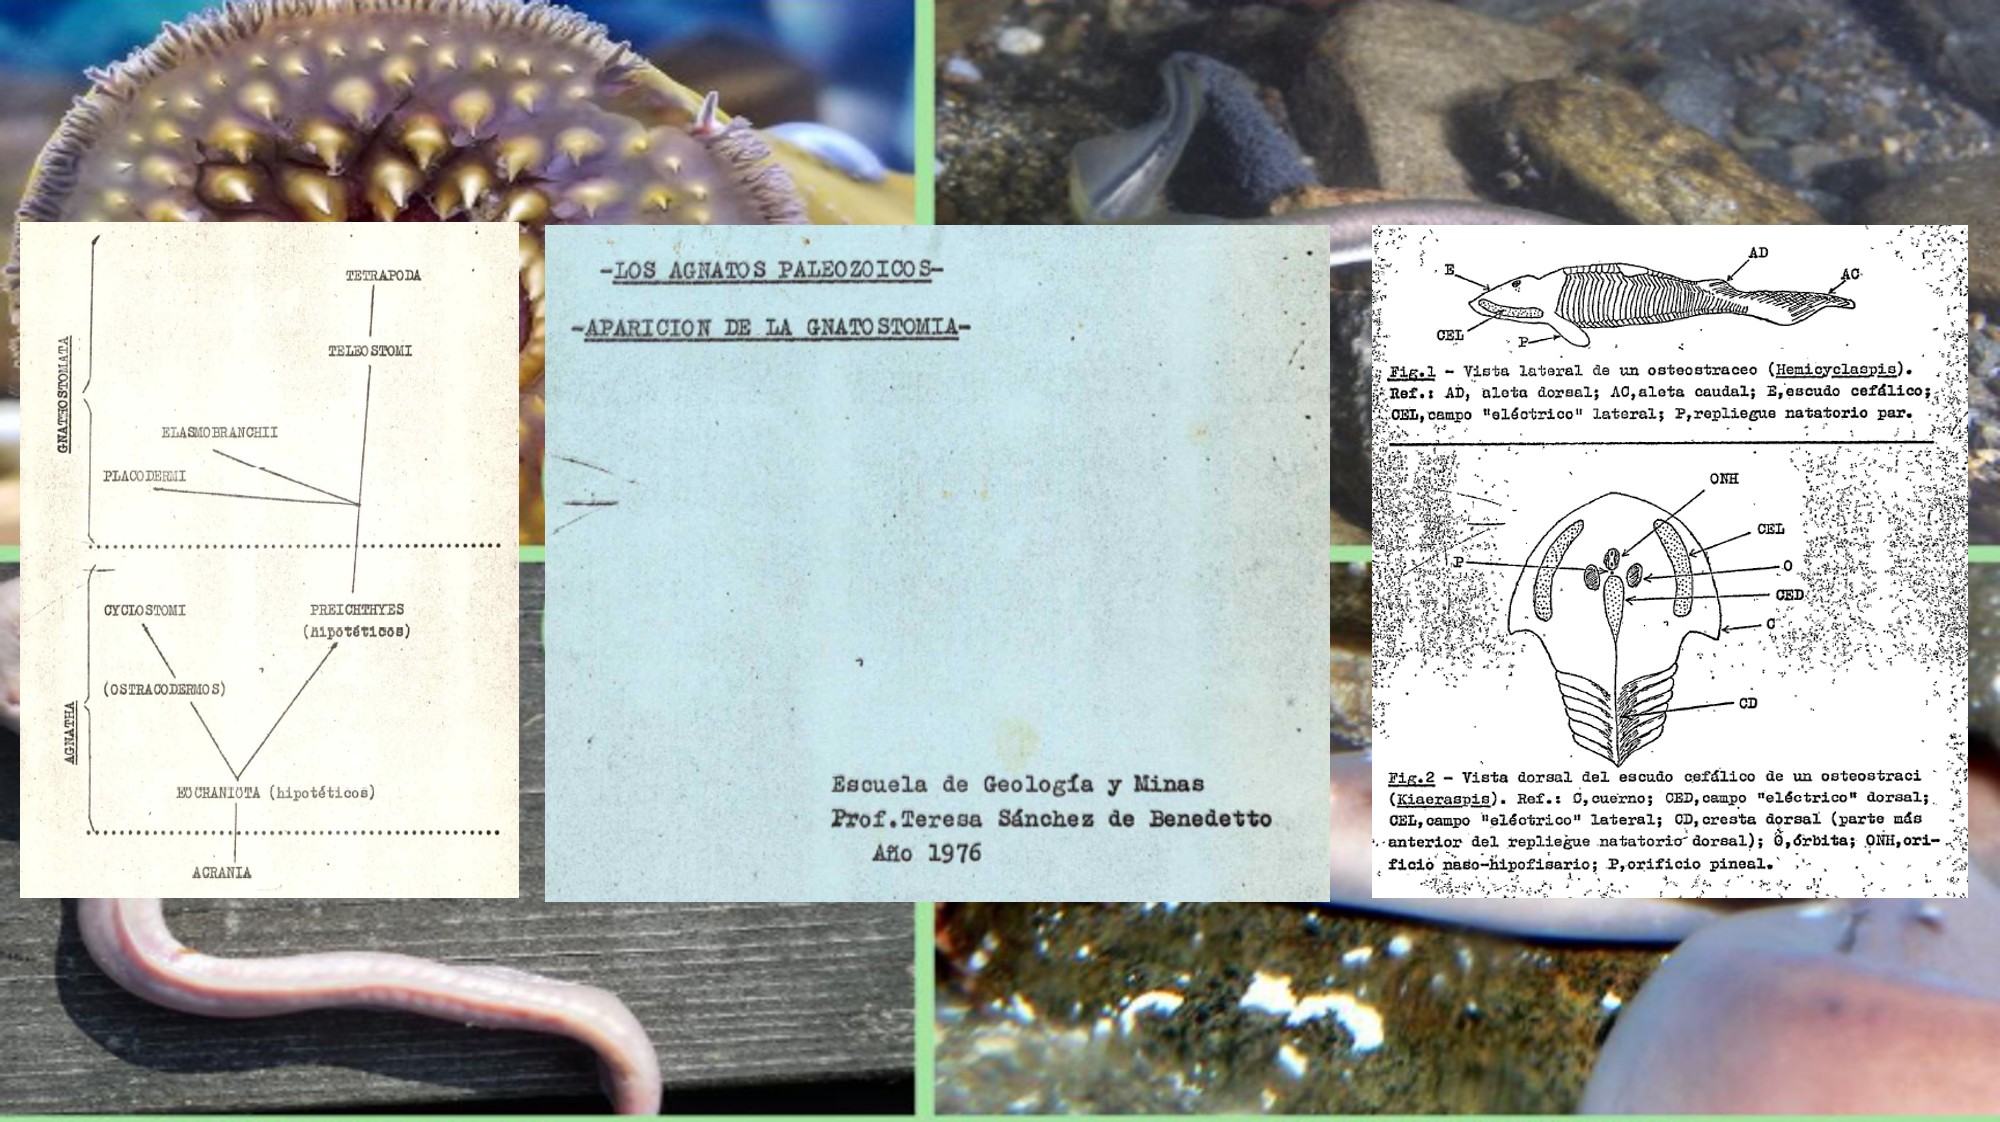 TETRAPODA
TELEOSTOMI
GNATHOSTOMATA
ELASMOBRANCHII
PLACODERMI
CYCLOSTOMI
PREICHTHYES
(hipotéticos)
(OSTRACODERMOS)
AGNATHA
EOCRANIOTA (hipotéticos)
ACRANIA
-LOS AGNATOS PALEOZOICOS-
-APARICION DE LA GNATOSTOMIA-
Escuela de Geología y Minas
Prof.Teresa Sánchez de Benedetto
Año 1976
AD
E
AC
CEL
P
Fig.1 - Vista lateral de un osteostraceo (Hemicyclaspis).
Ref.: AD, aleta dorsal; AC,aleta caudal; E,escudo cefálico;
CEL,campo "eléctrico" lateral; P,repliegue natatorio par.
ONH
CEL
P
O
CED
C
CD
Fig.2 - Vista dorsal del escudo cefálico de un osteostraci
(Kiaeraspis). Ref.: C,cuerno; CED,campo "eléctrico" dorsal;
CEL,campo "eléctrico" lateral; CD,cresta dorsal (parte más
anterior del repliegue natatorio dorsal); O,órbita; ONH,ori-
ficio naso-hipofisario; P,orificio pineal.